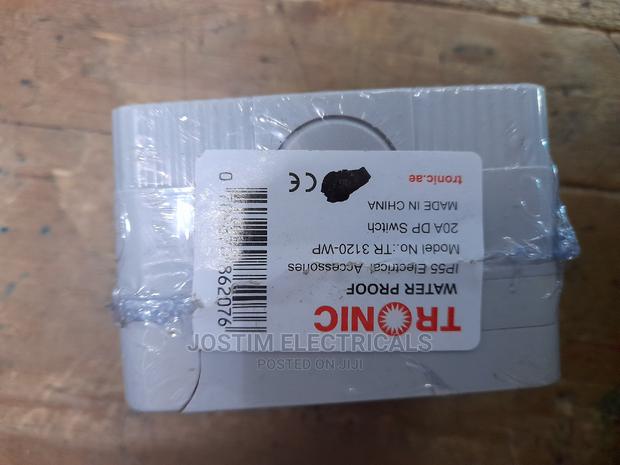 TRONIC
WATER PROOF
IP55 Electrical Accessories
Model No.:TR 3120-WP
20A DP Switch
MADE IN CHINA
CE
tronic.ae
JOSTIM ELECTRICALS
POSTED ON JIJI